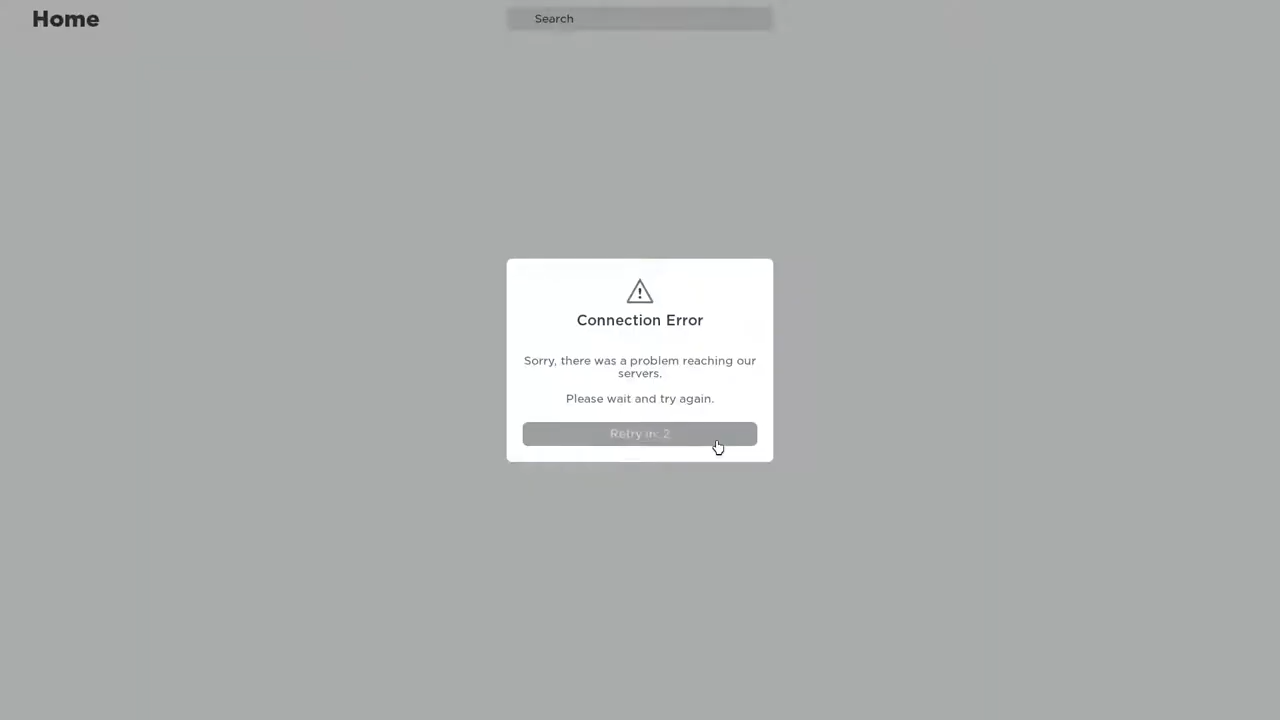 Home
Search
Connection Error
Sorry, there was a problem reaching our
servers.
Please wait and try again.
Retry in: 2